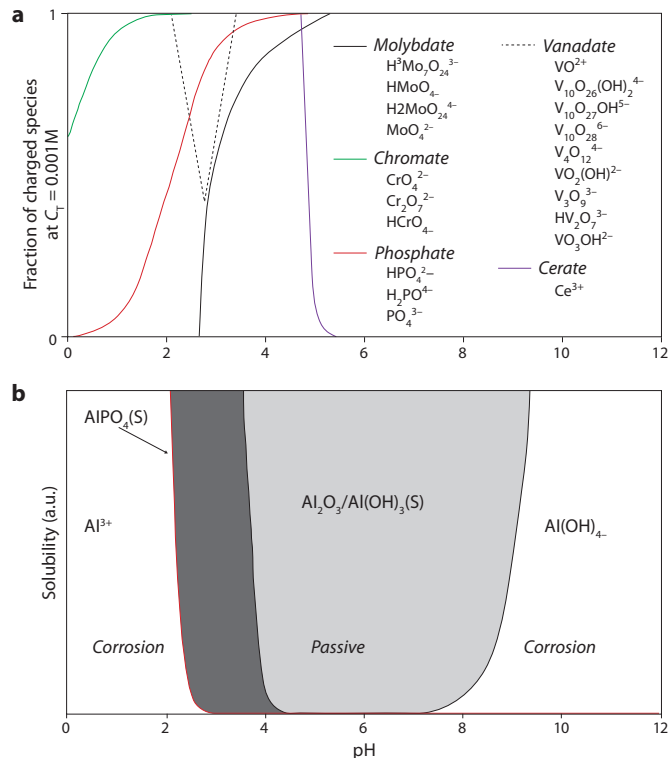 a
1
0
Fraction of charged species
at C_T = 0.001M
Molybdate
H³Mo₇O₂₄³⁻
HMoO₄₋
H2MoO₂₄⁴⁻
MoO₄²⁻
Chromate
CrO₄²⁻
Cr₂O₇²⁻
HCrO₄₋
Phosphate
HPO₄²−
H₂PO⁴⁻
PO₄³⁻
Vanadate
VO²⁺
V₁₀O₂₆(OH)₂⁴⁻
V₁₀O₂₇OH⁵⁻
V₁₀O₂₈⁶⁻
V₄O₁₂⁴⁻
VO₂(OH)²⁻
V₃O₉³⁻
HV₂O₇³⁻
VO₃OH²⁻
Cerate
Ce³⁺
0 2 4 6 8 10 12
b
Solubility (a.u.)
AlPO₄(S)
Al³⁺
Al₂O₃/Al(OH)₃(S)
Al(OH)₄₋
Corrosion Passive Corrosion
0 2 4 6 8 10 12
pH